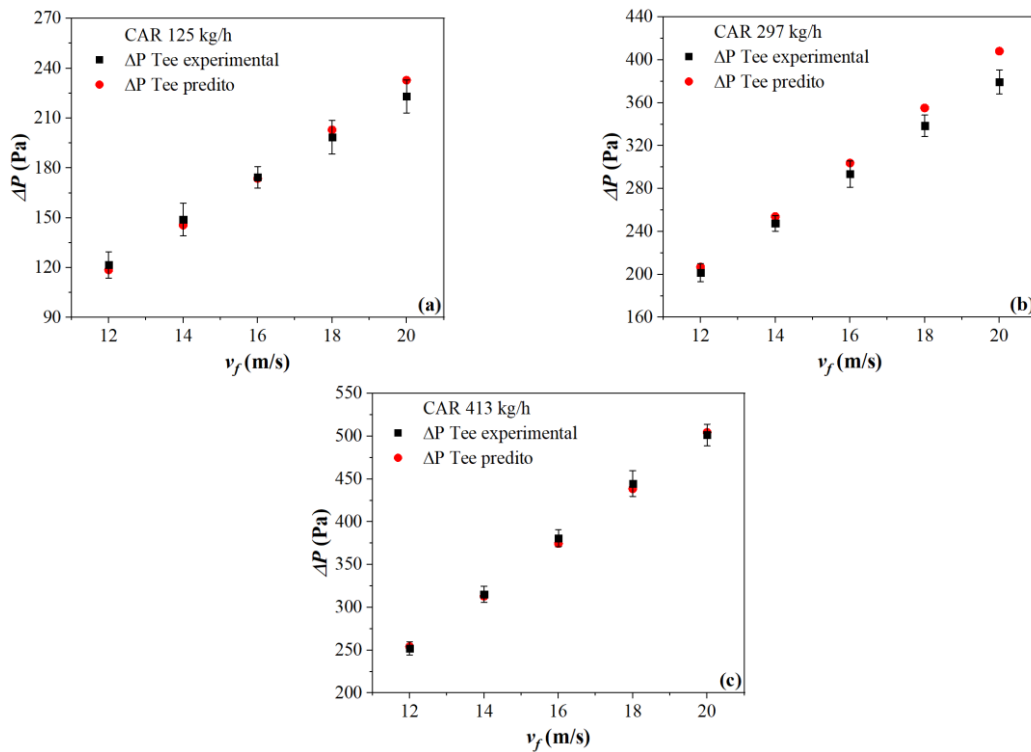 270
240
210
180
150
120
90
CAR 125 kg/h
ΔP Tee experimental
ΔP Tee predito
ΔP (Pa)
(a)
12 14 16 18 20
v_f (m/s)
440
400
360
320
280
240
200
160
CAR 297 kg/h
ΔP Tee experimental
ΔP Tee predito
ΔP (Pa)
(b)
12 14 16 18 20
v_f (m/s)
550
500
450
400
350
300
250
200
CAR 413 kg/h
ΔP Tee experimental
ΔP Tee predito
ΔP (Pa)
(c)
12 14 16 18 20
v_f (m/s)